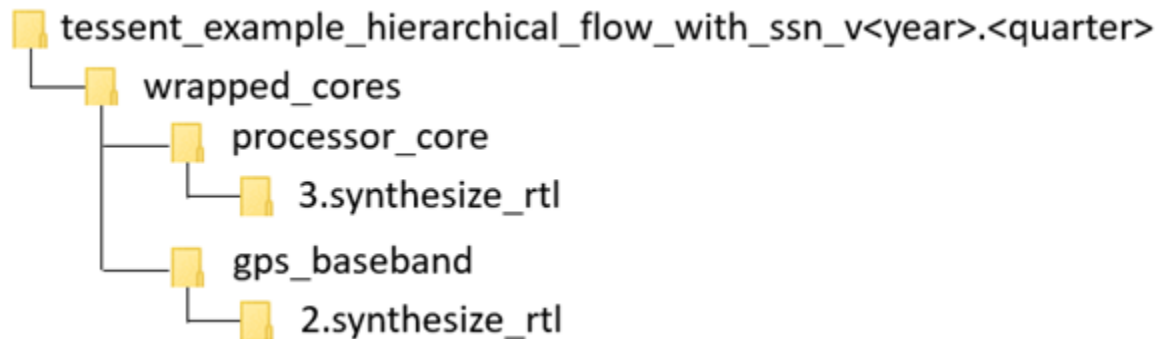 tessent_example_hierarchical_flow_with_ssn_v<year>.<quarter>
wrapped_cores
processor_core
3.synthesize_rtl
gps_baseband
2.synthesize_rtl